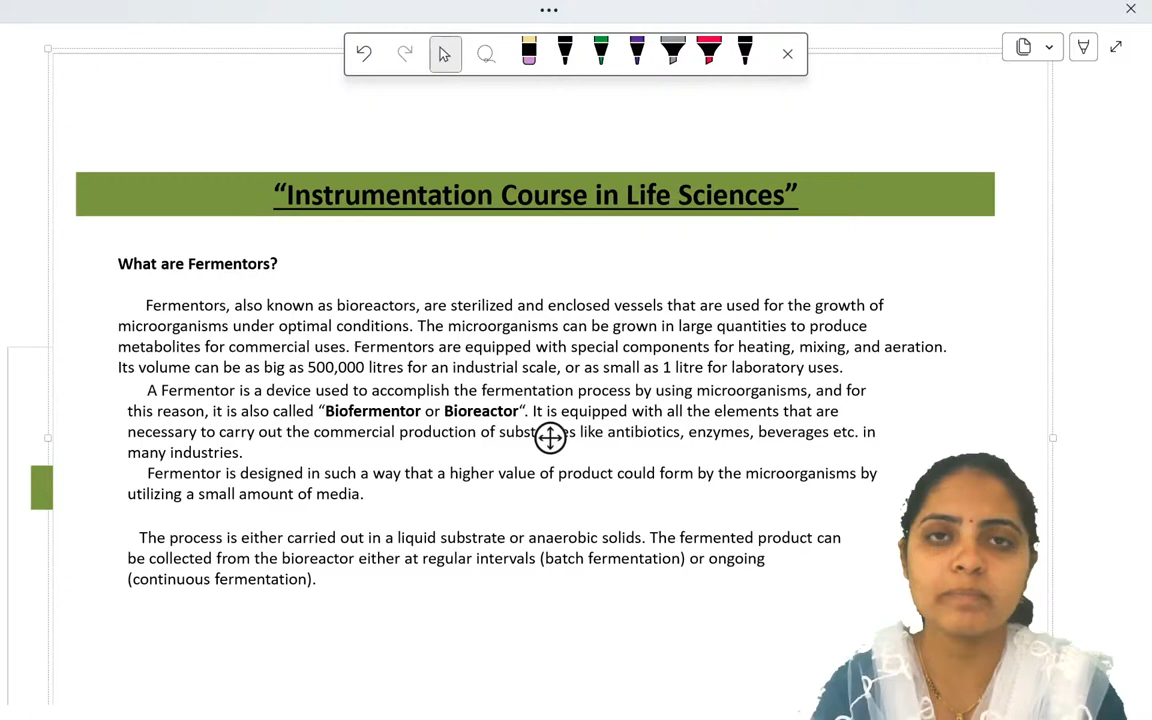 “Instrumentation Course in Life Sciences”
What are Fermentors?
Fermentors, also known as bioreactors, are sterilized and enclosed vessels that are used for the growth of
microorganisms under optimal conditions. The microorganisms can be grown in large quantities to produce
metabolites for commercial uses. Fermentors are equipped with special components for heating, mixing, and aeration.
Its volume can be as big as 500,000 litres for an industrial scale, or as small as 1 litre for laboratory uses.
A Fermentor is a device used to accomplish the fermentation process by using microorganisms, and for
this reason, it is also called “Biofermentor or Bioreactor“. It is equipped with all the elements that are
necessary to carry out the commercial production of like antibiotics, enzymes, beverages etc. in
many industries.
Fermentor is designed in such a way that a higher value of product could form by the microorganisms by
utilizing a small amount of media.
The process is either carried out in a liquid substrate or anaerobic solids. The fermented product can
be collected from the bioreactor either at regular intervals (batch fermentation) or ongoing
(continuous fermentation).